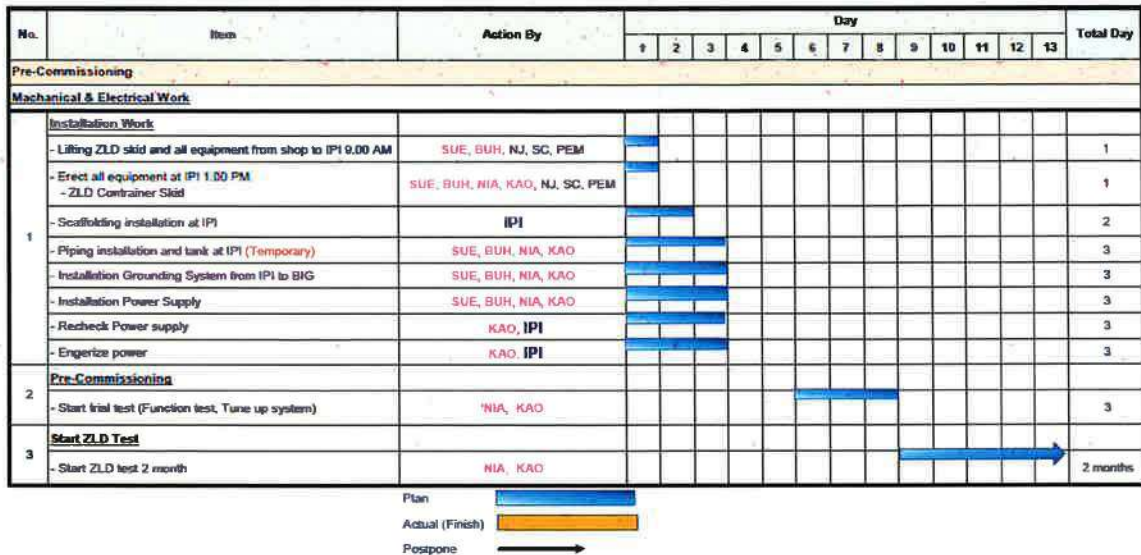 No. Item Action By Day Total Day
1 2 3 4 5 6 7 8 9 10 11 12 13
Pre-Commissioning
Machanical & Electrical Work
1
Installation Work
- Lifting ZLD skid and all equipment from shop to IPI 9.00 AM SUE, BUH, NJ, SC, PEM 1
- Erect all equipment at IPI 1.00 PM SUE, BUH, NIA, KAO, NJ, SC, PEM 1
- ZLD Contrainer Skid
- Scaffolding installation at IPI IPI 2
- Piping installation and tank at IPI (Temporary) SUE, BUH, NIA, KAO 3
- Installation Grounding System from IPI to BIG SUE, BUH, NIA, KAO 3
- Installation Power Supply SUE, BUH, NIA, KAO 3
- Recheck Power supply KAO, IPI 3
- Engerize power KAO, IPI 3
2
Pre-Commissioning
- Start trial test (Function test, Tune up system) NIA, KAO 3
3
Start ZLD Test
- Start ZLD test 2 month NIA, KAO 2 months
Plan
Actual (Finish)
Postpone